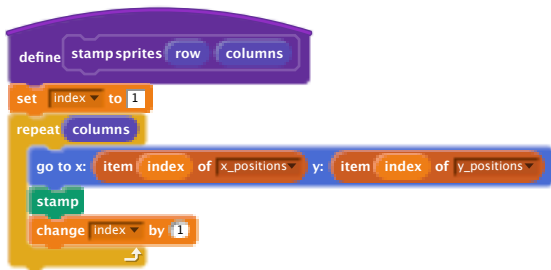 define stamp sprites row columns
set index to 1
repeat columns
go to x: item index of x_positions y: item index of y_positions
stamp
change index by 1